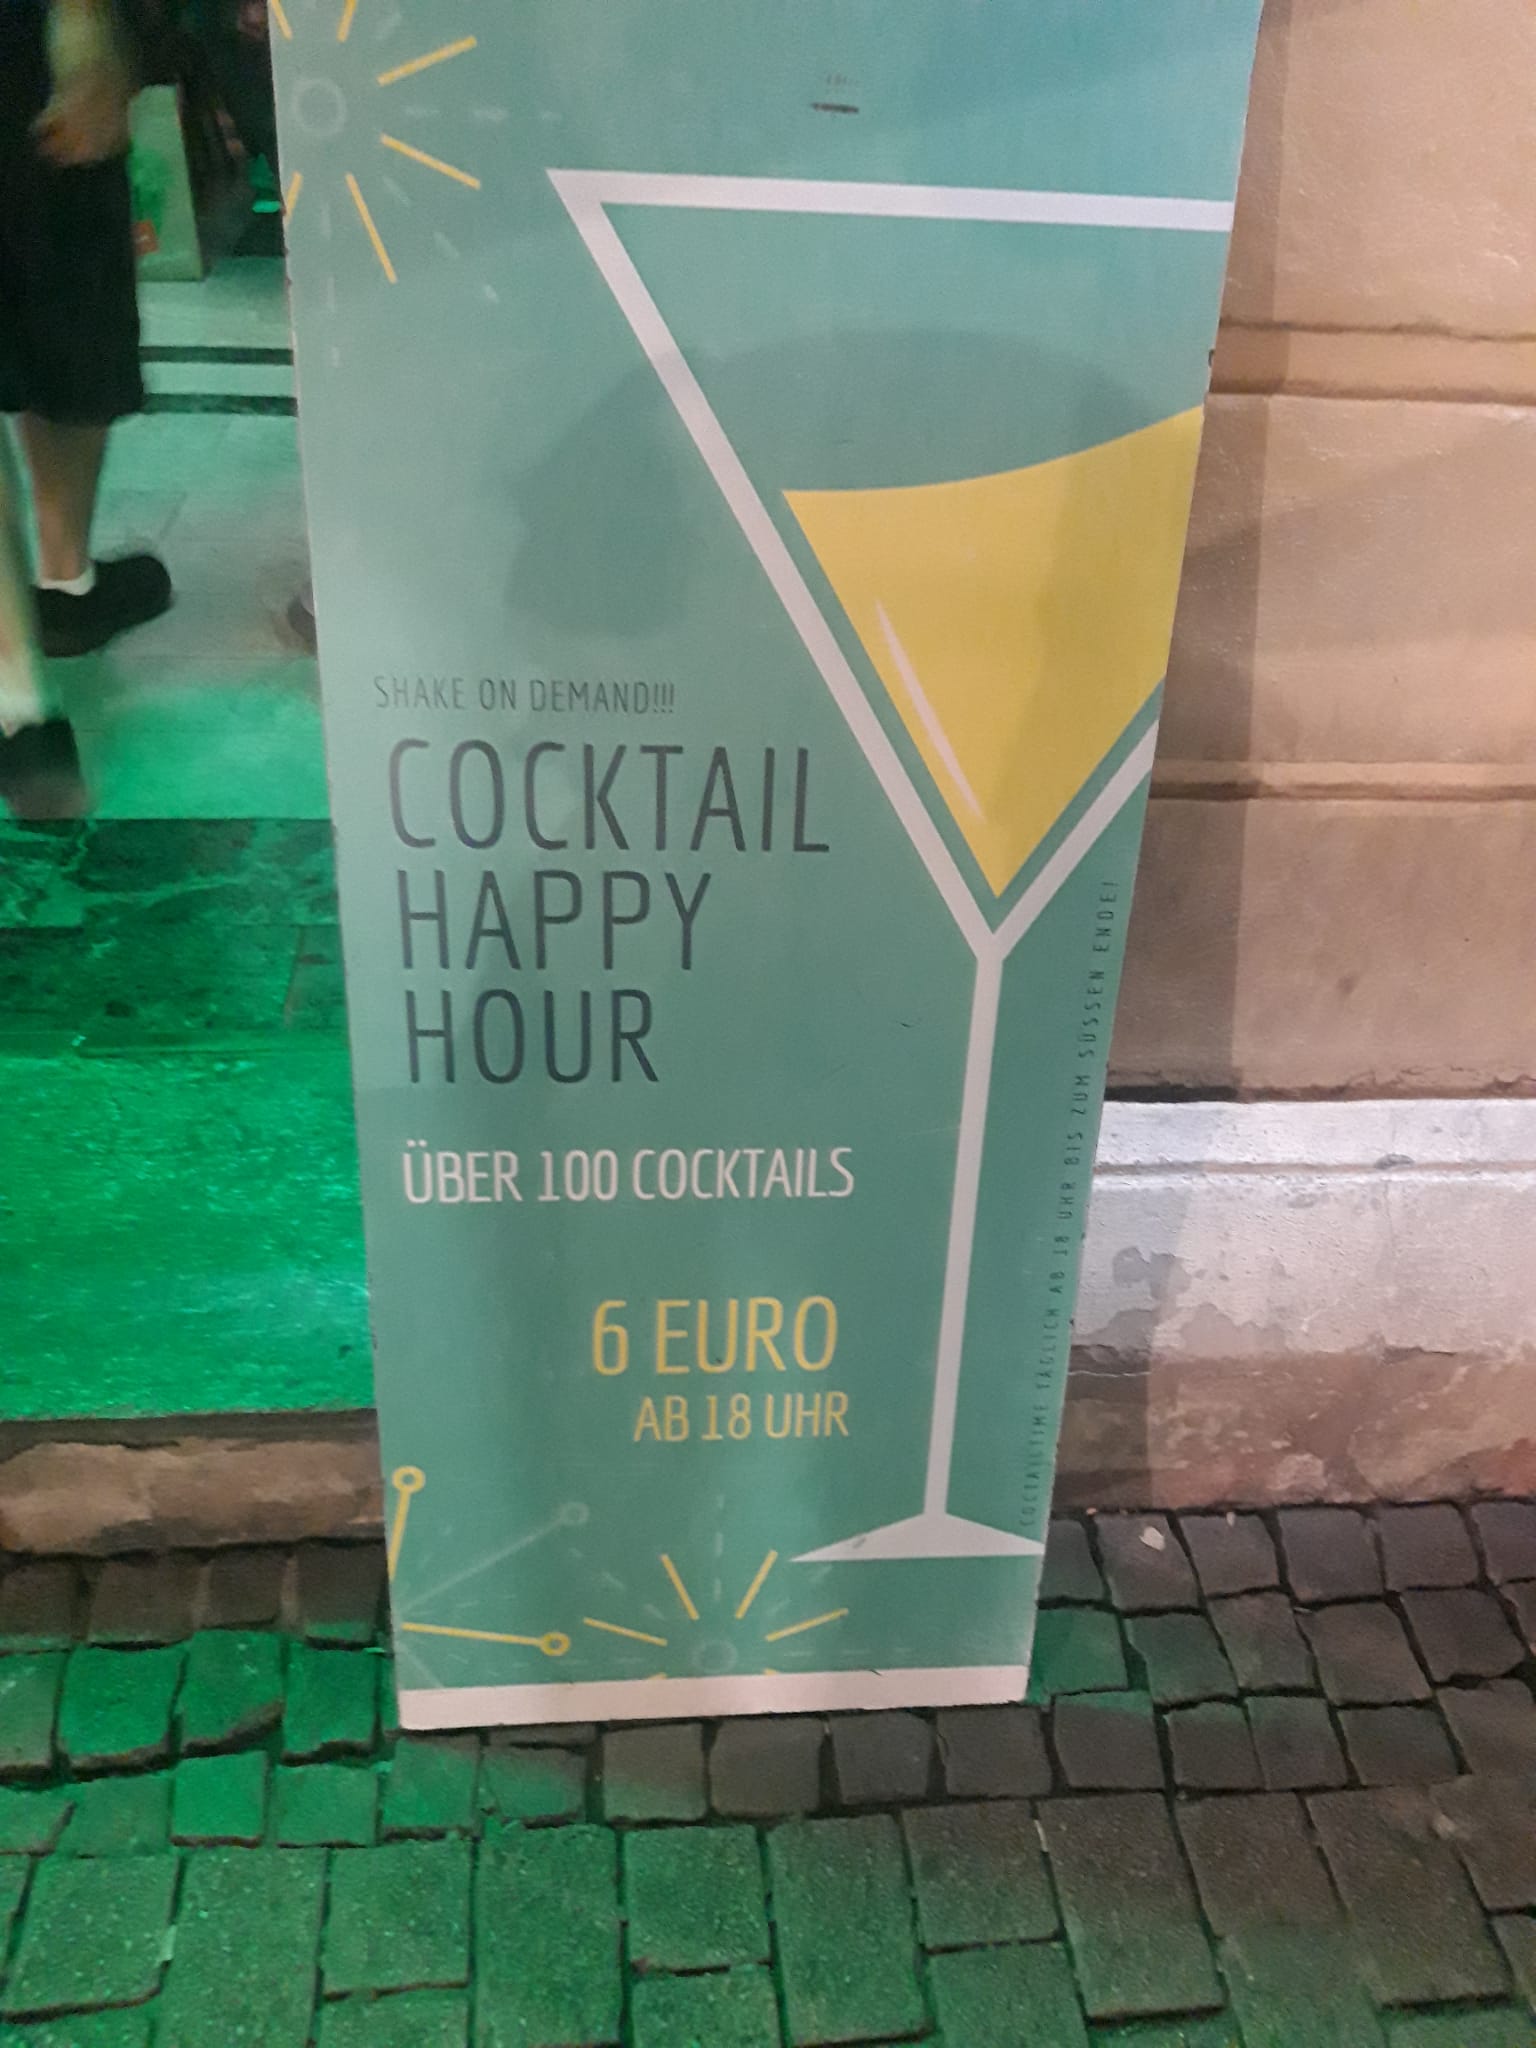 SHAKE ON DEMAND!!!
COCKTAIL
HAPPY
HOUR
ÜBER 100 COCKTAILS
6 EURO
AB 18 UHR
COCTAILTIME TÄGLICH AB 18 UHR BIS ZUM SÜSSEN ENDE!